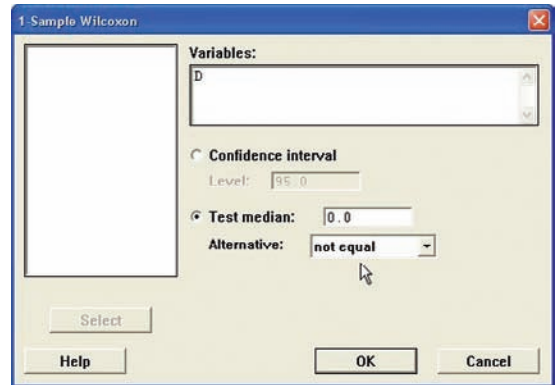 1-Sample Wilcoxon
Variables:
D
Confidence interval
Level: 95.0
Test median: 0.0
Alternative: not equal
Select
Help OK Cancel